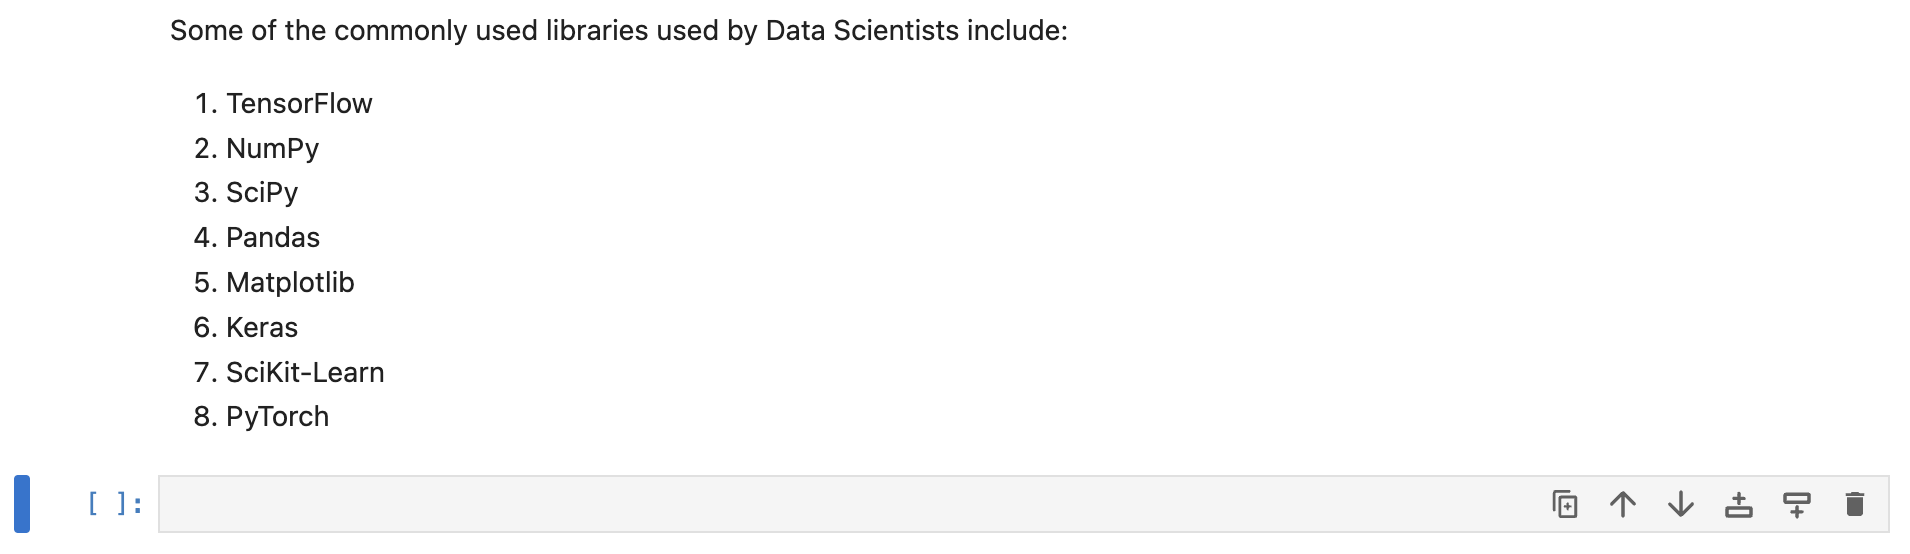 Some of the commonly used libraries used by Data Scientists include:
1. TensorFlow
2. NumPy
3. SciPy
4. Pandas
5. Matplotlib
6. Keras
7. SciKit-Learn
8. PyTorch
[ ]: